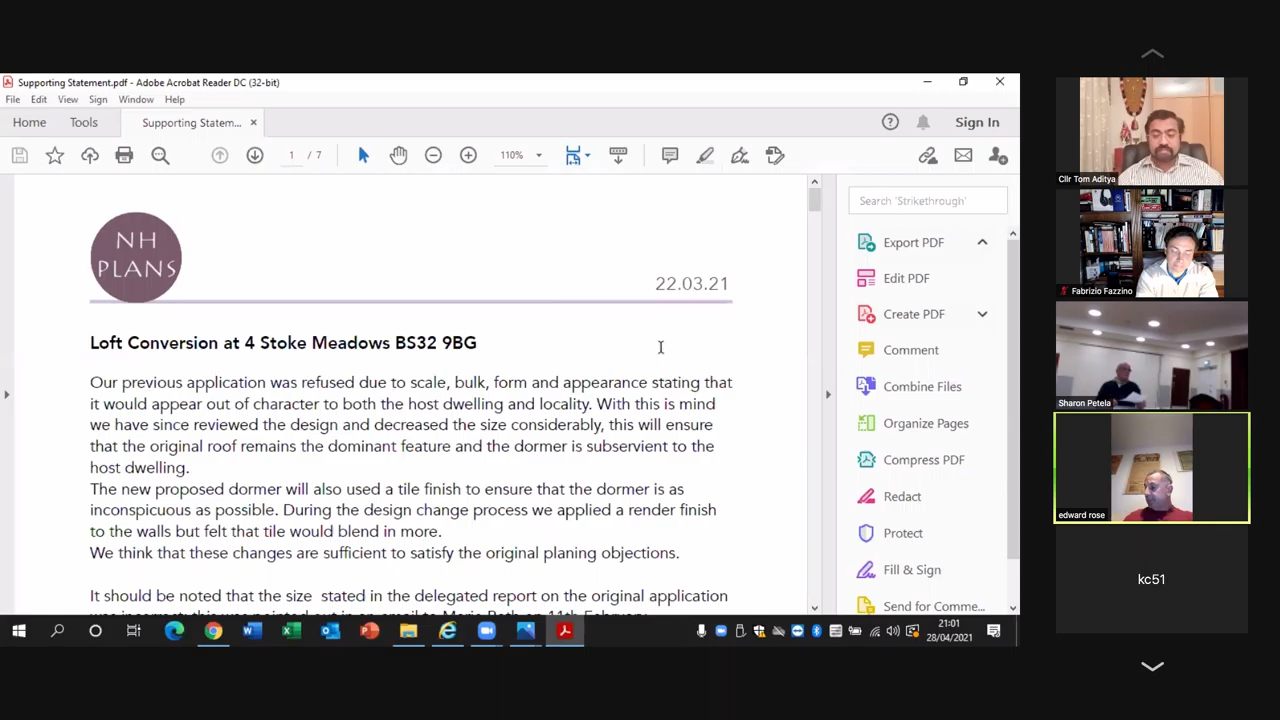 Supporting Statement.pdf - Adobe Acrobat Reader DC (32-bit)
File Edit View Sign Window Help
Home Tools Supporting Statem... × Sign In
1 / 7 110%
NH
PLANS
22.03.21
Loft Conversion at 4 Stoke Meadows BS32 9BG
Our previous application was refused due to scale, bulk, form and appearance stating that
it would appear out of character to both the host dwelling and locality. With this is mind
we have since reviewed the design and decreased the size considerably, this will ensure
that the original roof remains the dominant feature and the dormer is subservient to the
host dwelling.
The new proposed dormer will also used a tile finish to ensure that the dormer is as
inconspicuous as possible. During the design change process we applied a render finish
to the walls but felt that tile would blend in more.
We think that these changes are sufficient to satisfy the original planing objections.
It should be noted that the size stated in the delegated report on the original application
Search 'Strikethrough'
Export PDF
Edit PDF
Create PDF
Comment
Combine Files
Organize Pages
Compress PDF
Redact
Protect
Fill & Sign
Send for Comme...
21:01
28/04/2021
Cllr Tom Aditya
Fabrizio Fazzino
Sharon Petela
edward rose
kc51